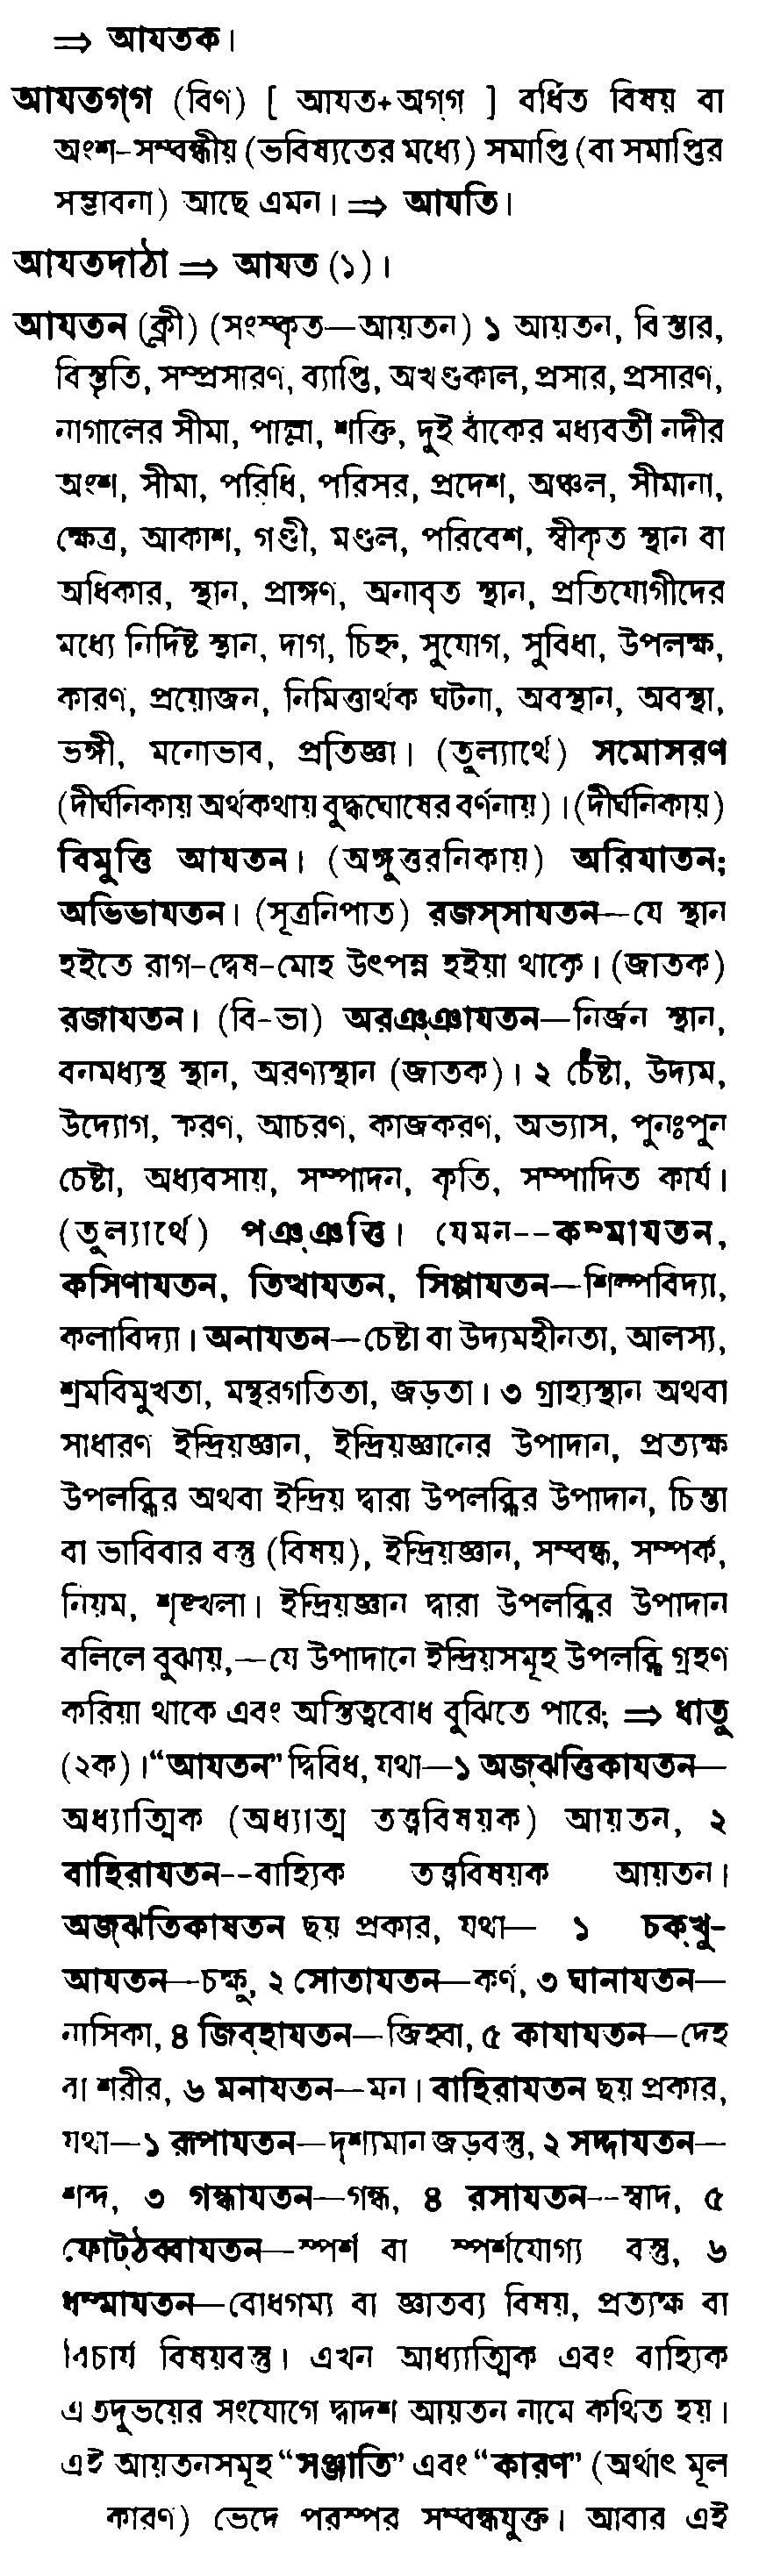 ⇒ আযতক।
আযতগ্‌গ (বিণ) [ আযত+অগ্‌গ ] বর্ধিত বিষয় বা
অংশ-সম্বন্ধীয় (ভবিষ্যতের মধ্যে) সমাপ্তি (বা সমাপ্তির
সম্ভাবনা) আছে এমন। ⇒ আযতি।
আযতদাঠা ⇒ আযত (১)।
আযতন (ক্লী) (সংস্কৃত—আয়তন) ১ আয়তন, বিস্তার,
বিস্তৃতি, সম্প্রসারণ, ব্যাপ্তি, অখণ্ডকাল, প্রসার, প্রসারণ,
নাগালের সীমা, পাল্লা, শক্তি, দুই বাঁকের মধ্যবর্তী নদীর
অংশ, সীমা, পরিধি, পরিসর, প্রদেশ, অঞ্চল, সীমানা,
ক্ষেত্র, আকাশ, গণ্ডী, মণ্ডল, পরিবেশ, স্বীকৃত স্থান বা
অধিকার, স্থান, প্রাঙ্গণ, অনাবৃত স্থান, প্রতিযোগীদের
মধ্যে নির্দিষ্ট স্থান, দাগ, চিহ্ন, সুযোগ, সুবিধা, উপলক্ষ,
কারণ, প্রয়োজন, নিমিত্তার্থক ঘটনা, অবস্থান, অবস্থা,
ভঙ্গী, মনোভাব, প্রতিজ্ঞা। (তুল্যার্থে) সমোসরণ
(দীর্ঘনিকায় অর্থকথায় বুদ্ধঘোষের বর্ণনায়)। (দীর্ঘনিকায়)
বিমুত্তি আযতন। (অঙ্গুত্তরনিকায়) অরিযাতন;
অভিভাযতন। (সূত্রনিপাত) রজস্‌সাযতন—যে স্থান
হইতে রাগ-দ্বেষ-মোহ উৎপন্ন হইয়া থাকে। (জাতক)
রজাযতন। (বি-ভা) অরঞ্‌ঞাযতন—নির্জন স্থান,
বনমধ্যস্থ স্থান, অরণ্যস্থান (জাতক)। ২ চেষ্টা, উদ্যম,
উদ্যোগ, করণ, আচরণ, কাজকরণ, অভ্যাস, পুনঃপুন
চেষ্টা, অধ্যবসায়, সম্পাদন, কৃতি, সম্পাদিত কার্য।
(তুল্যার্থে) পঞ্‌ঞত্তি। যেমন--কম্মাযতন,
কসিণাযতন, তিত্থাযতন, সিপ্পাযতন—শিল্পবিদ্যা,
কলাবিদ্যা। অনাযতন—চেষ্টা বা উদ্যমহীনতা, আলস্য,
শ্রমবিমুখতা, মন্থরগতিতা, জড়তা। ৩ গ্রাহ্যস্থান অথবা
সাধারণ ইন্দ্রিয়জ্ঞান, ইন্দ্রিয়জ্ঞানের উপাদান, প্রত্যক্ষ
উপলব্ধির অথবা ইন্দ্রিয় দ্বারা উপলব্ধির উপাদান, চিন্তা
বা ভাবিবার বস্তু (বিষয়), ইন্দ্রিয়জ্ঞান, সম্বন্ধ, সম্পর্ক,
নিয়ম, শৃঙ্খলা। ইন্দ্রিয়জ্ঞান দ্বারা উপলব্ধির উপাদান
বলিলে বুঝায়,—যে উপাদানে ইন্দ্রিয়সমূহ উপলব্ধি গ্রহণ
করিয়া থাকে এবং অস্তিত্ববোধ বুঝিতে পারে; ⇒ ধাতু
(২ক)। “আযতন” দ্বিবিধ, যথা—১ অজ্‌ঝত্তিকাযতন—
অধ্যাত্মিক (অধ্যাত্ম তত্ত্ববিষয়ক) আয়তন, ২
বাহিরাযতন--বাহ্যিক তত্ত্ববিষয়ক আয়তন।
অজ্‌ঝতিকাষতন ছয় প্রকার, যথা— ১ চক্‌খু-
আযতন—চক্ষু, ২ সোতাযতন—কর্ণ, ৩ ঘানাযতন—
নাসিকা, ৪ জিব্‌হাযতন—জিহ্বা, ৫ কাযাযতন—দেহ
বা শরীর, ৬ মনাযতন—মন। বাহিরাযতন ছয় প্রকার,
যথা—১ রূপাযতন—দৃশ্যমান জড়বস্তু, ২ সদ্দাযতন—
শব্দ, ৩ গন্ধাযতন—গন্ধ, ৪ রসাযতন--স্বাদ, ৫
ফোট্‌ঠব্বাযতন—স্পর্শ বা স্পর্শযোগ্য বস্তু, ৬
ধম্মাযতন—বোধগম্য বা জ্ঞাতব্য বিষয়, প্রত্যক্ষ বা
বিচার্য বিষয়বস্তু। এখন আধ্যাত্মিক এবং বাহ্যিক
এতদুভয়ের সংযোগে দ্বাদশ আয়তন নামে কথিত হয়।
এই আয়তনসমূহ “সঞ্জাতি” এবং “কারণ” (অর্থাৎ মূল
কারণ) ভেদে পরস্পর সম্বন্ধযুক্ত। আবার এই